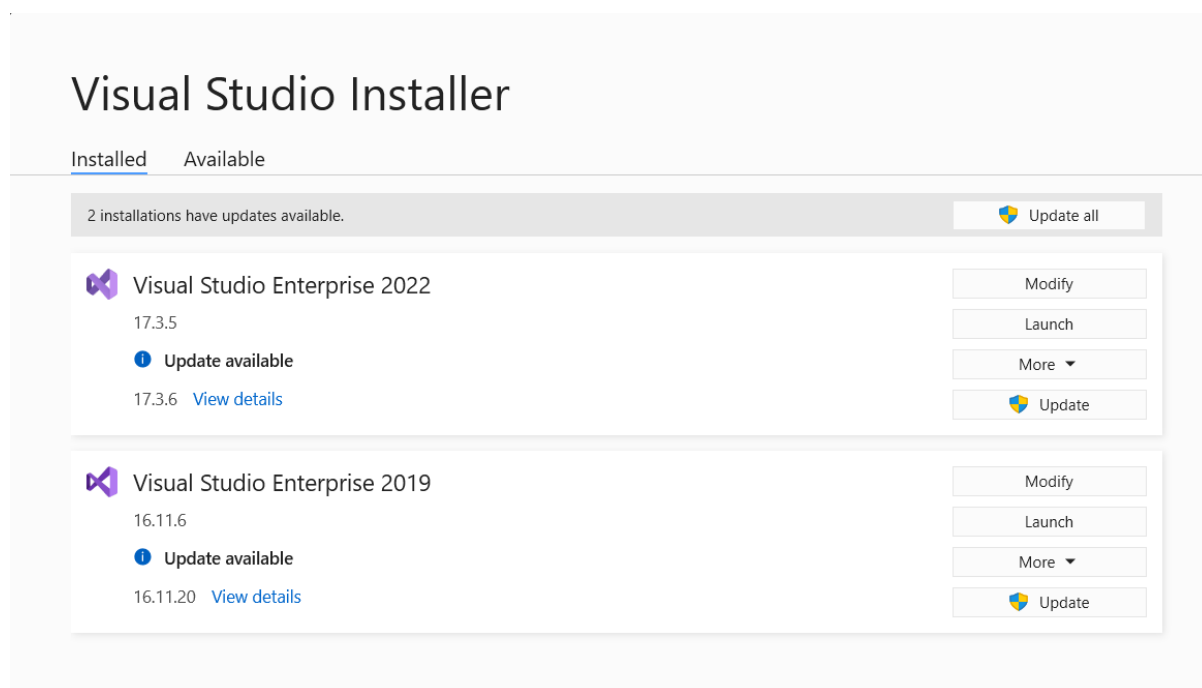 Visual Studio Installer
Installed Available
2 installations have updates available. Update all
Visual Studio Enterprise 2022 Modify
17.3.5 Launch
Update available More
17.3.6 View details Update
Visual Studio Enterprise 2019 Modify
16.11.6 Launch
Update available More
16.11.20 View details Update